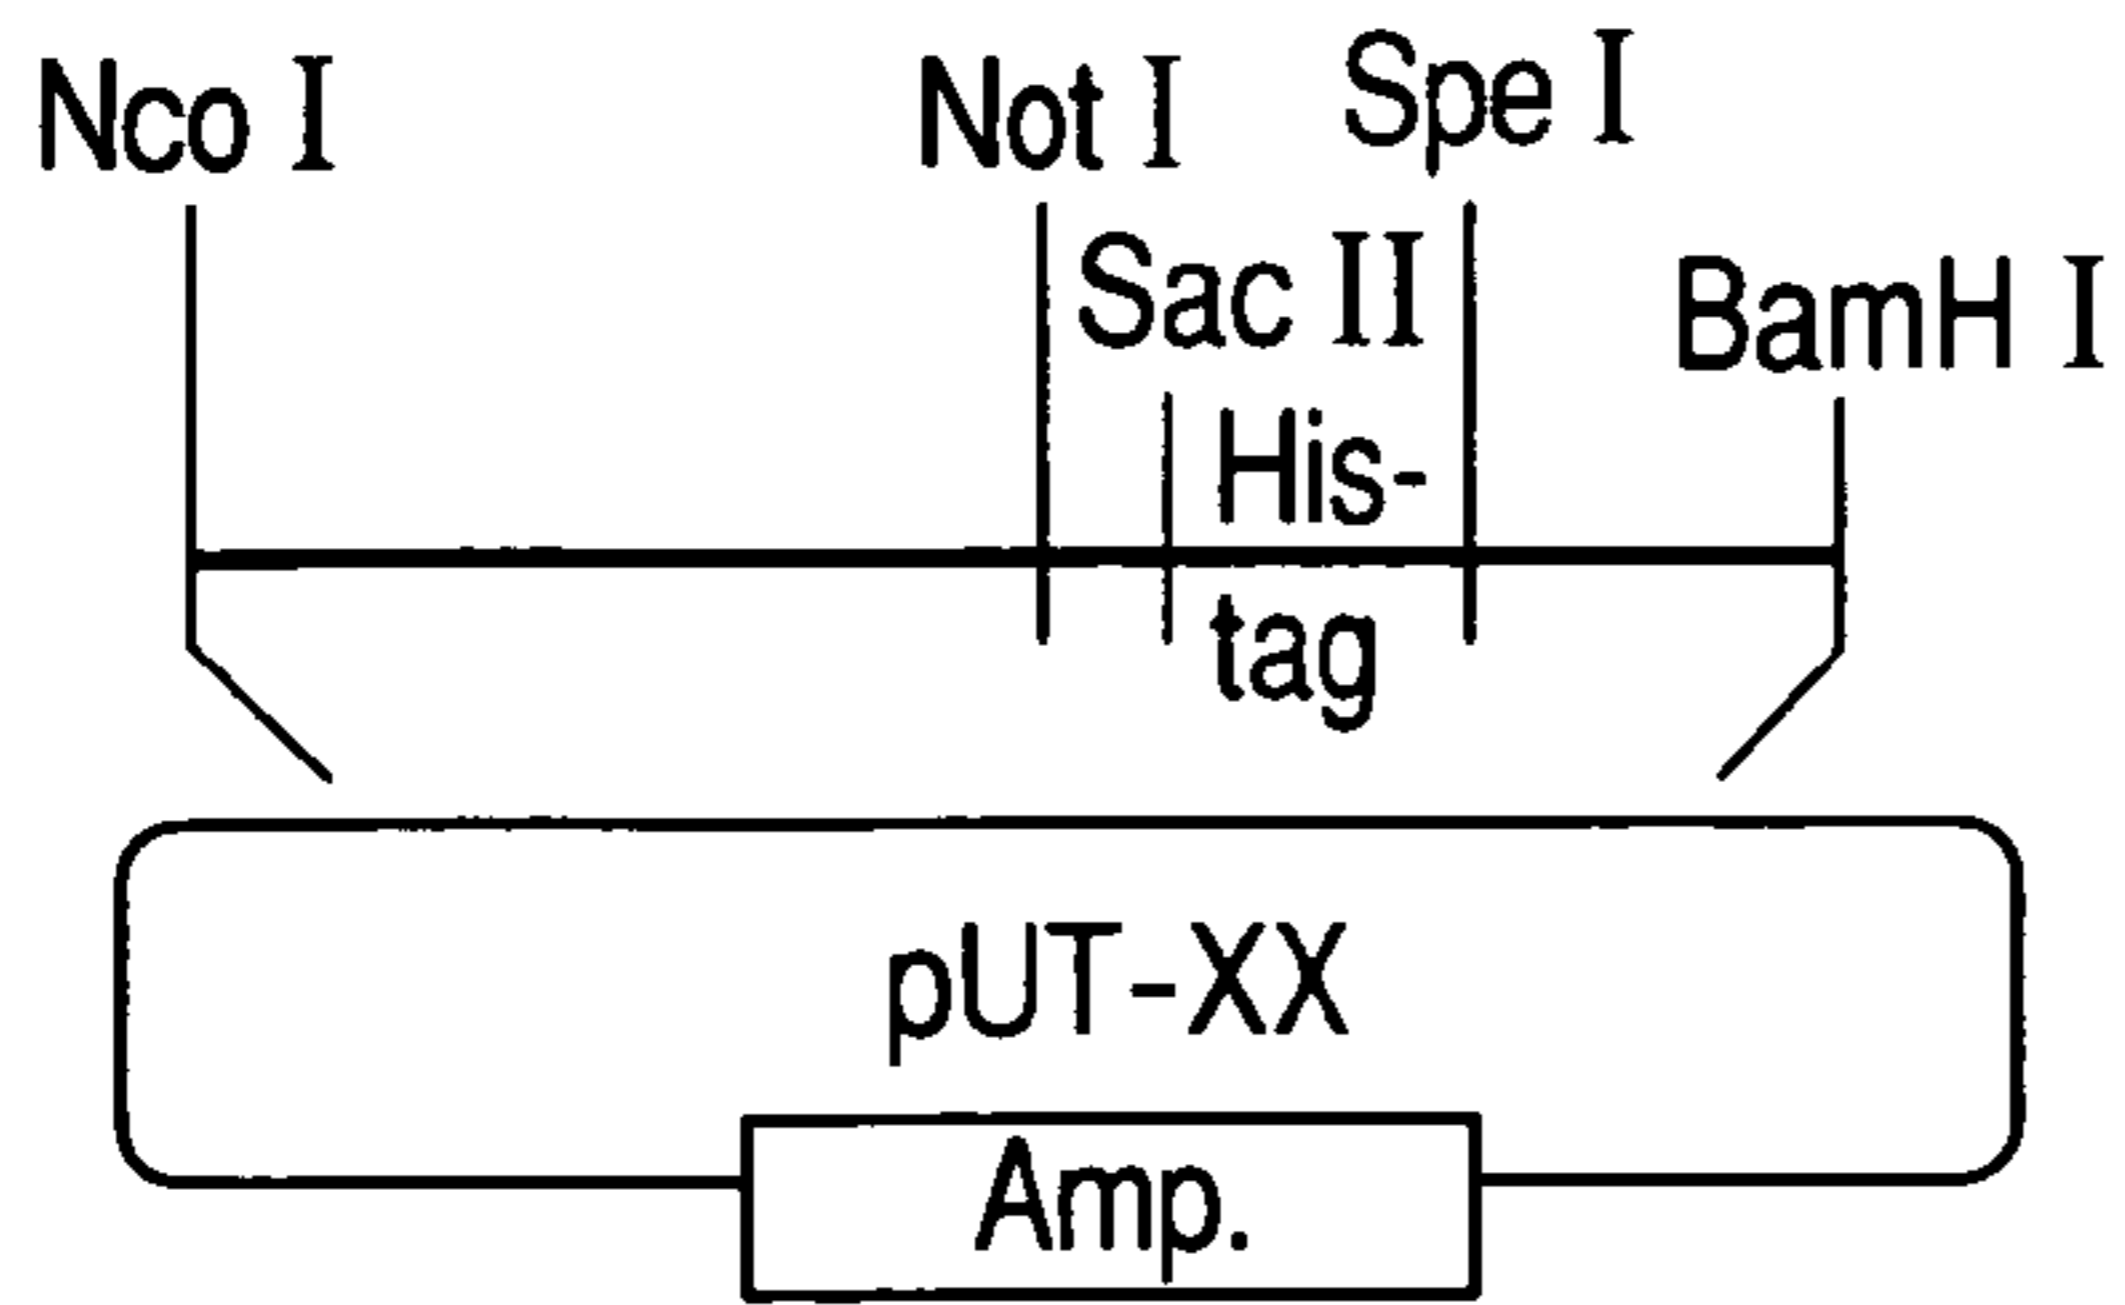 Nco I
Not I
Spe I
Sac II
BamH I
His-
tag
pUT-XX
Amp.